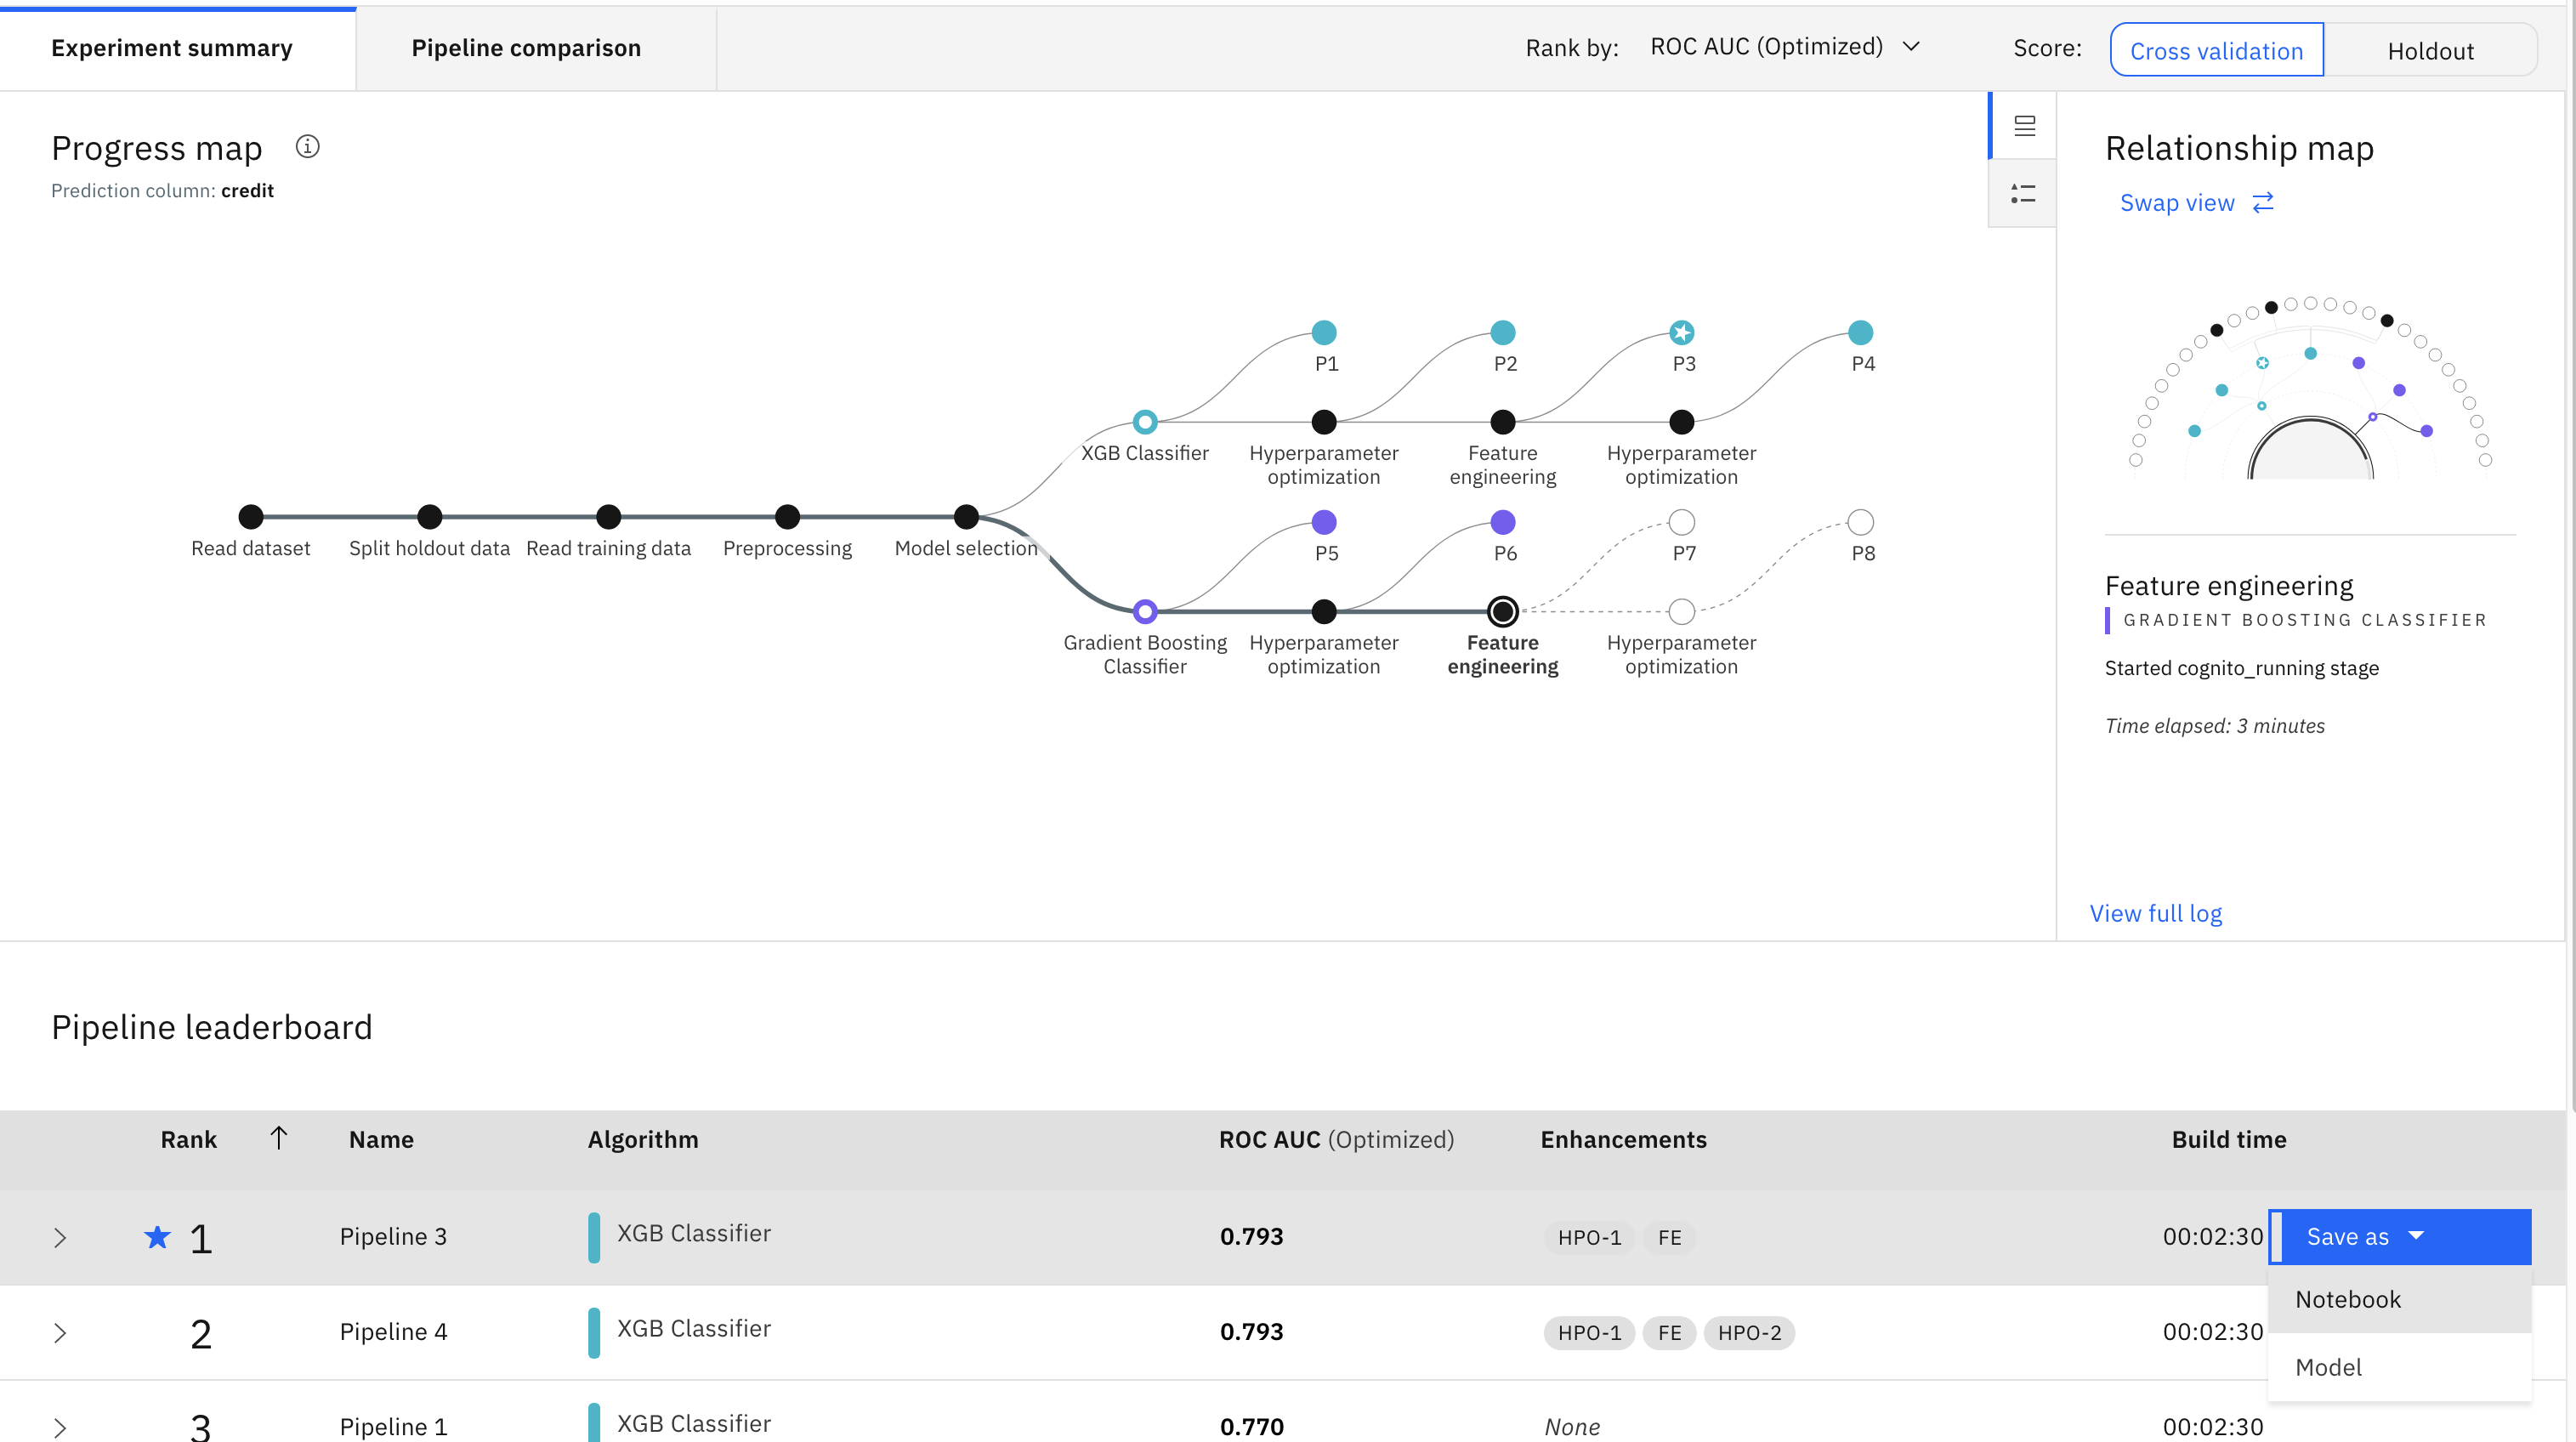 Experiment summary
Pipeline comparison
Rank by: ROC AUC (Optimized)
Score: Cross validation Holdout
Progress map
Prediction column: credit
P1 P2 P3 P4
XGB Classifier
Hyperparameter
optimization
Feature
engineering
Hyperparameter
optimization
Read dataset Split holdout data Read training data Preprocessing Model selection
P5 P6 P7 P8
Gradient Boosting
Classifier
Hyperparameter
optimization
Feature
engineering
Hyperparameter
optimization
Relationship map
Swap view
Feature engineering
GRADIENT BOOSTING CLASSIFIER
Started cognito_running stage
Time elapsed: 3 minutes
View full log
Pipeline leaderboard
Rank Name Algorithm ROC AUC (Optimized) Enhancements Build time
1 Pipeline 3 XGB Classifier 0.793 HPO-1 FE 00:02:30 Save as
Notebook
2 Pipeline 4 XGB Classifier 0.793 HPO-1 FE HPO-2 00:02:30
Model
3 Pipeline 1 XGB Classifier 0.770 None 00:02:30